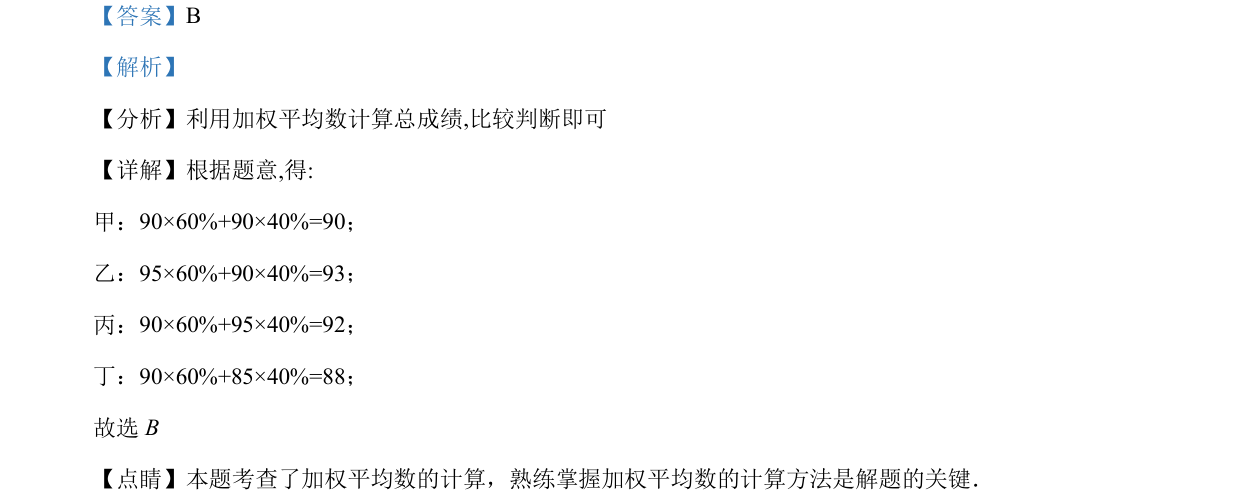 【答案】B
【解析】
【分析】利用加权平均数计算总成绩,比较判断即可
【详解】根据题意,得:
甲：90×60%+90×40%=90；
乙：95×60%+90×40%=93；
丙：90×60%+95×40%=92；
丁：90×60%+85×40%=88；
故选 B
【点睛】本题考查了加权平均数的计算，熟练掌握加权平均数的计算方法是解题的关键．